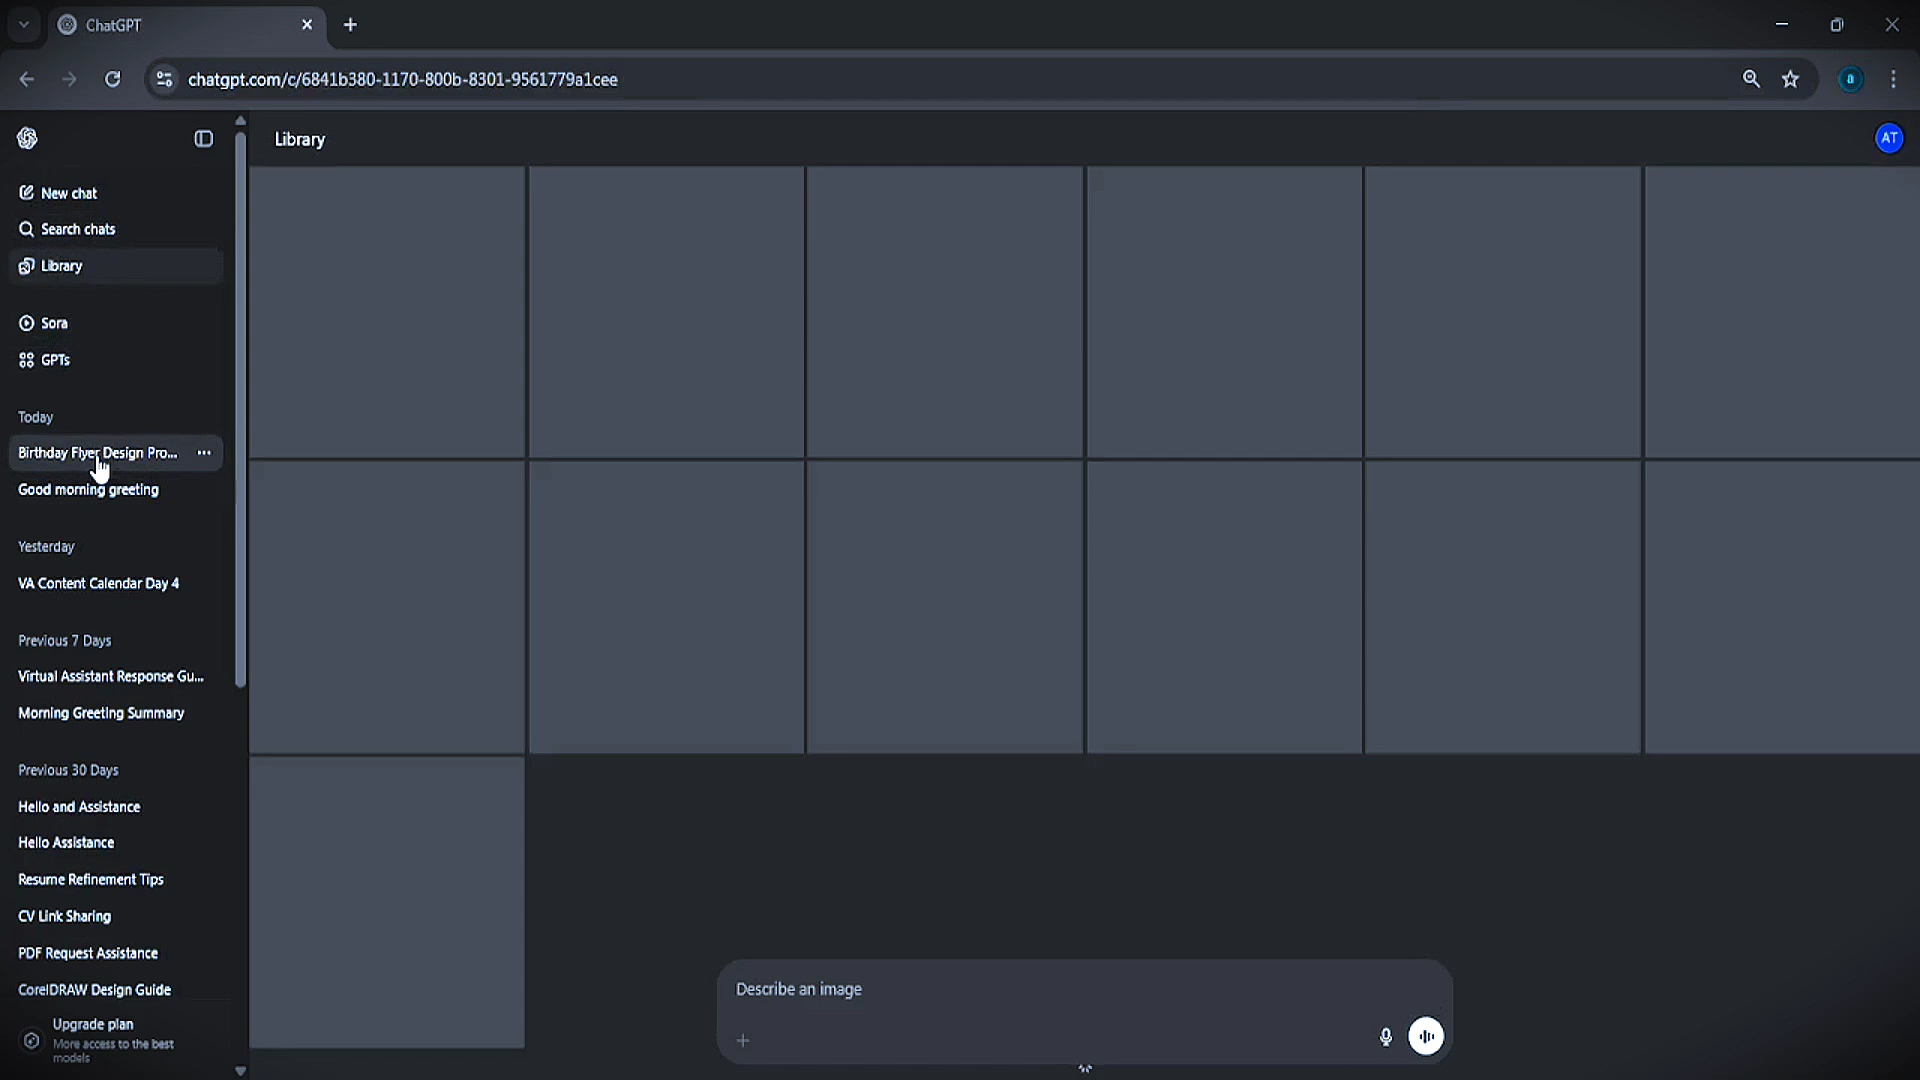 ChatGPT
chatgpt.com/c/6841b380-1170-800b-8301-9561779a1cee
a
Library
AT
New chat
Search chats
Library
Sora
GPTs
Today
Birthday Flyer Design Pro...
Good morning greeting
Yesterday
VA Content Calendar Day 4
Previous 7 Days
Virtual Assistant Response Gu...
Morning Greeting Summary
Previous 30 Days
Hello and Assistance
Hello Assistance
Resume Refinement Tips
CV Link Sharing
PDF Request Assistance
CorelDRAW Design Guide
Upgrade plan
More access to the best
models
Describe an image